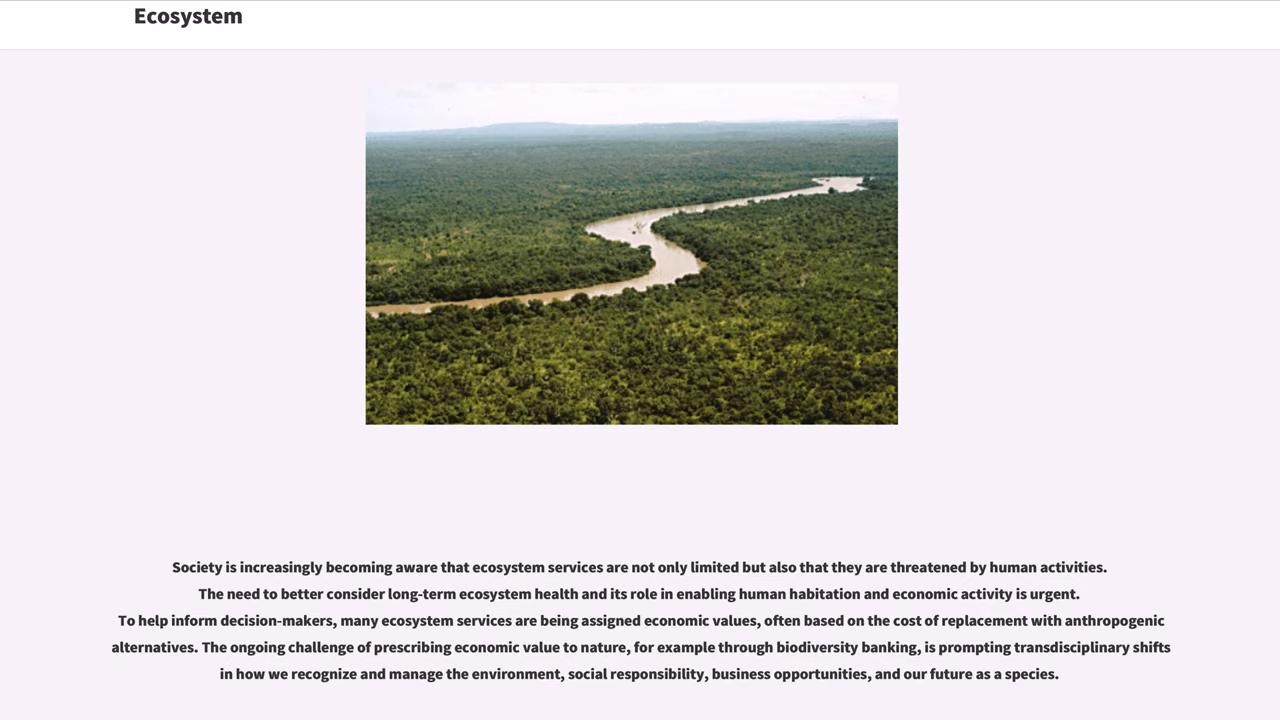 Ecosystem
Society is increasingly becoming aware that ecosystem services are not only limited but also that they are threatened by human activities.
The need to better consider long-term ecosystem health and its role in enabling human habitation and economic activity is urgent.
To help inform decision-makers, many ecosystem services are being assigned economic values, often based on the cost of replacement with anthropogenic
alternatives. The ongoing challenge of prescribing economic value to nature, for example through biodiversity banking, is prompting transdisciplinary shifts
in how we recognize and manage the environment, social responsibility, business opportunities, and our future as a species.